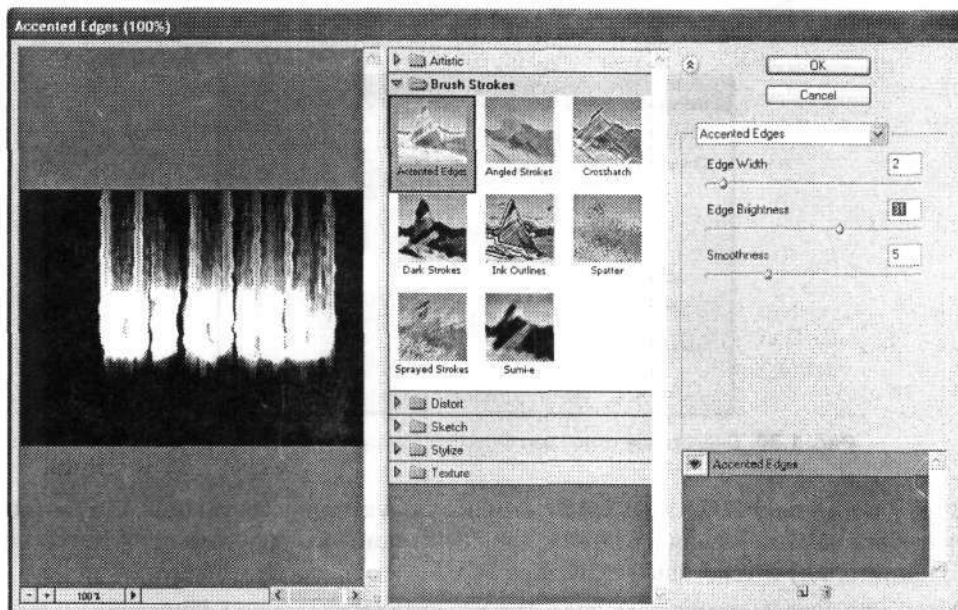 Accented Edges (100%)
Artistic
Brush Strokes
Accented Edges
Angled Strokes
Crosshatch
Dark Strokes
Ink Outlines
Spatter
Sprayed Strokes
Sumi-e
Distort
Sketch
Stylize
Texture
100%
OK
Cancel
Accented Edges
Edge Width
2
Edge Brightness
31
Smoothness
5
Accented Edges